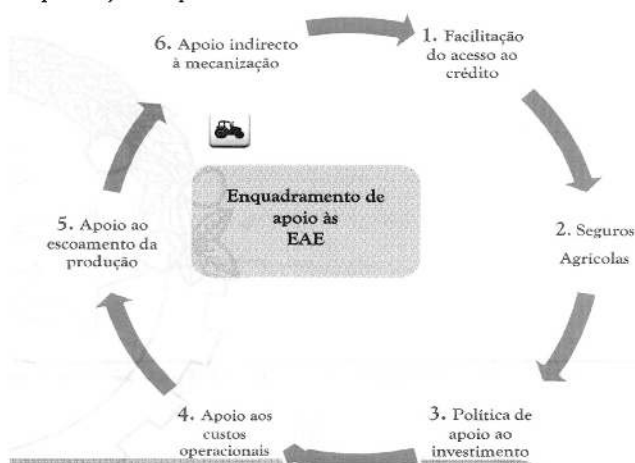 6. Apoio indirecto
à mecanização
1. Facilitação
do acesso ao
crédito
2. Seguros
Agrícolas
3. Política de
apoio ao
investimento
4. Apoio aos
custos
operacionais
5. Apoio ao
escoamento da
produção
Enquadramento de
apoio às
EAE